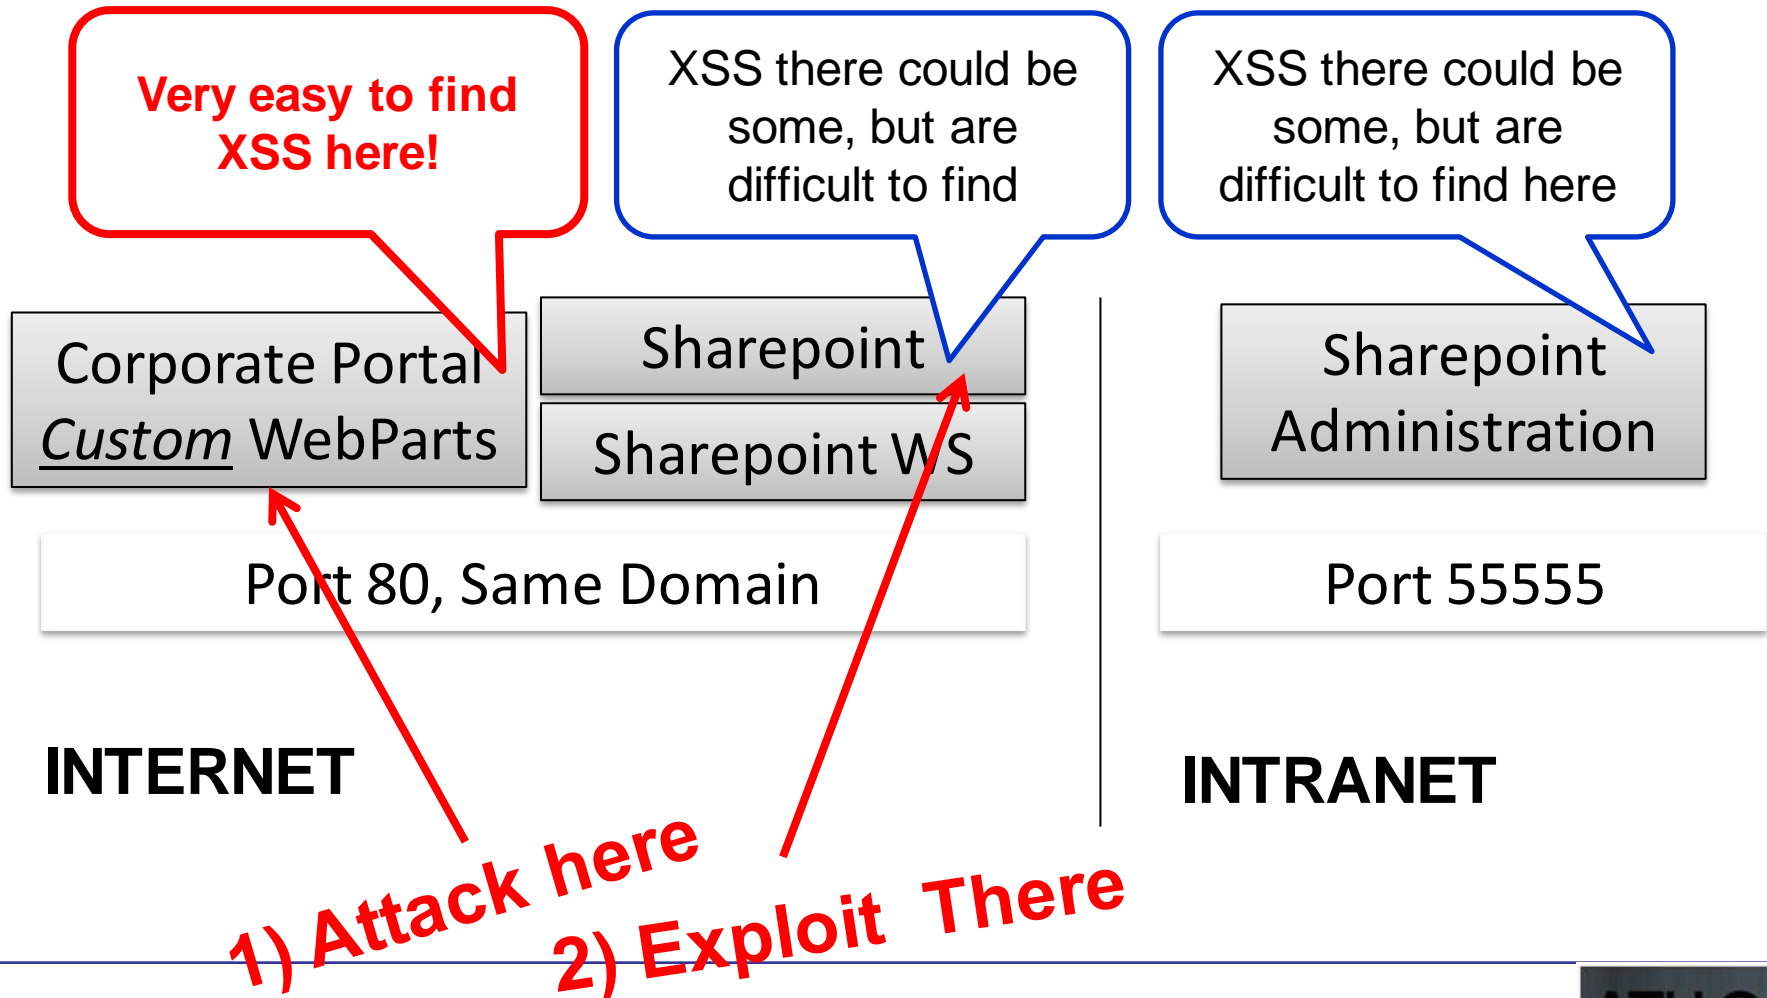 Very easy to find
XSS here!
XSS there could be
some, but are
difficult to find
XSS there could be
some, but are
difficult to find here
Corporate Portal
Custom WebParts
Sharepoint
Sharepoint WS
Sharepoint
Administration
Port 80, Same Domain
Port 55555
INTERNET
INTRANET
1) Attack here
2) Exploit There